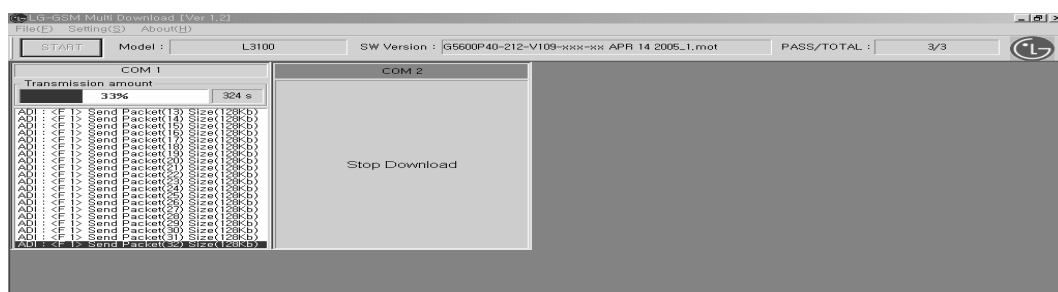 LG-GSM Multi Download [Ver 1,2]
File(F) Setting(S) About(H)
START Model : L3100 SW Version : G5600P40-212-V109-xxx-xx APR 14 2005_1.mot PASS/TOTAL : 3/3
COM 1
COM 2
Transmission amount
33% 324 s
ADI : <F 1> Send Packet(13) Size(128Kb)
ADI : <F 1> Send Packet(14) Size(128Kb)
ADI : <F 1> Send Packet(15) Size(128Kb)
ADI : <F 1> Send Packet(16) Size(128Kb)
ADI : <F 1> Send Packet(17) Size(128Kb)
ADI : <F 1> Send Packet(18) Size(128Kb)
ADI : <F 1> Send Packet(19) Size(128Kb)
ADI : <F 1> Send Packet(20) Size(128Kb)
ADI : <F 1> Send Packet(21) Size(128Kb)
ADI : <F 1> Send Packet(22) Size(128Kb)
ADI : <F 1> Send Packet(23) Size(128Kb)
ADI : <F 1> Send Packet(24) Size(128Kb)
ADI : <F 1> Send Packet(25) Size(128Kb)
ADI : <F 1> Send Packet(26) Size(128Kb)
ADI : <F 1> Send Packet(27) Size(128Kb)
ADI : <F 1> Send Packet(28) Size(128Kb)
ADI : <F 1> Send Packet(29) Size(128Kb)
ADI : <F 1> Send Packet(30) Size(128Kb)
ADI : <F 1> Send Packet(31) Size(128Kb)
ADI : <F 1> Send Packet(32) Size(128Kb)
Stop Download